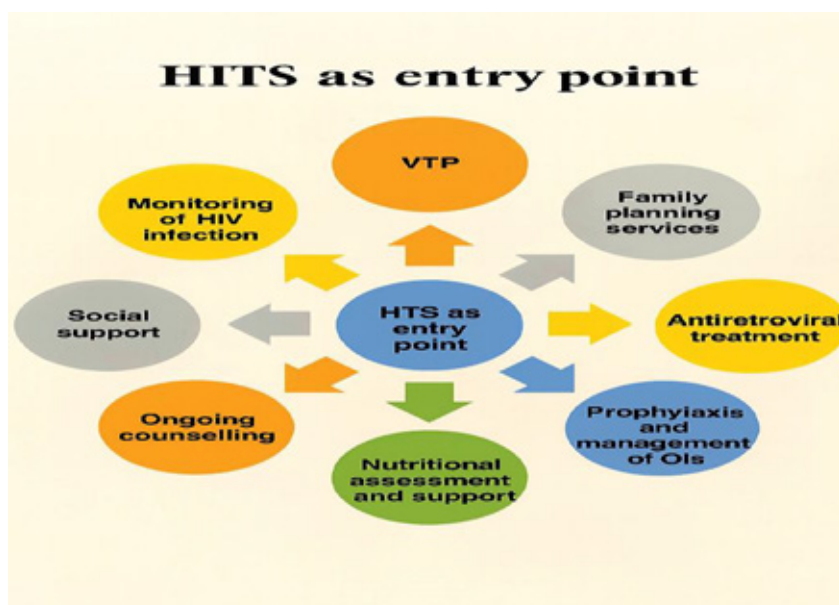 HITS as entry point
VTP
Family
planning
services
Antiretroviral
treatment
Prophyiaxis and
management
of OIs
Nutritional
assessment
and support
Ongoing
counselling
Social
support
Monitoring
of HIV
infection
HTS as
entry
point